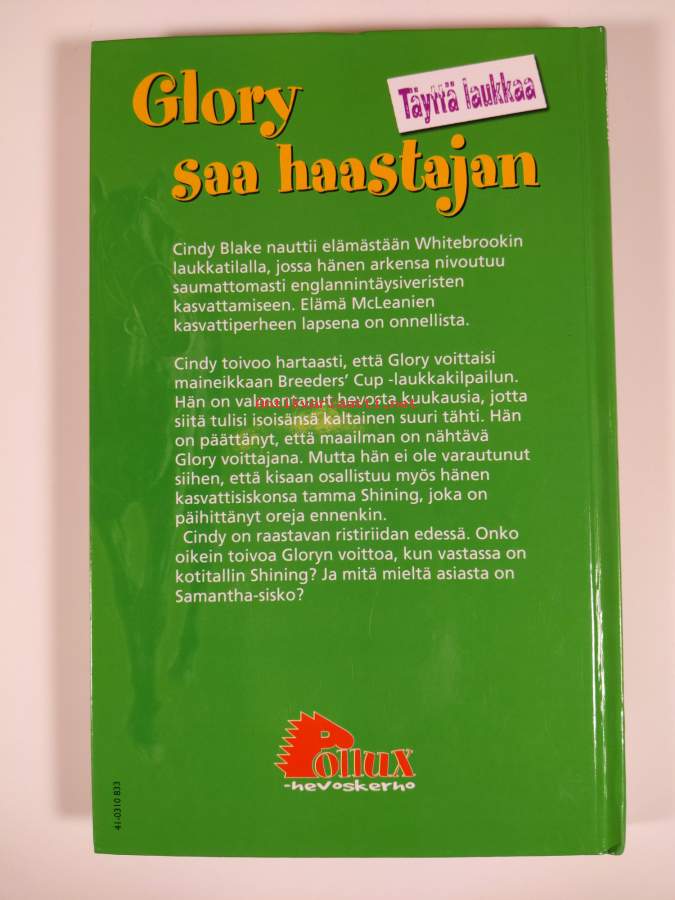 Glory
Täyttä laukkaa
saa haastajan
Cindy Blake nauttii elämästään Whitebrookin
laukkatilalla, jossa hänen arkensa nivoutuu
saumattomasti englannintäysiveristen
kasvattamiseen. Elämä McLeanien
kasvattiperheen lapsena on onnellista.
Cindy toivoo hartaasti, että Glory voittaisi
maineikkaan Breeders' Cup -laukkakilpailun.
Hän on valmentanut hevosta kuukausia, jotta
siitä tulisi isoisänsä kaltainen suuri tähti. Hän
on päättänyt, että maailman on nähtävä
Glory voittajana. Mutta hän ei ole varautunut
siihen, että kisaan osallistuu myös hänen
kasvattisiskonsa tamma Shining, joka on
päihittänyt oreja ennenkin.
Cindy on raastavan ristiriidan edessä. Onko
oikein toivoa Gloryn voittoa, kun vastassa on
kotitallin Shining? Ja mitä mieltä asiasta on
Samantha-sisko?
Pollux
-hevoskerho
41-0310 833